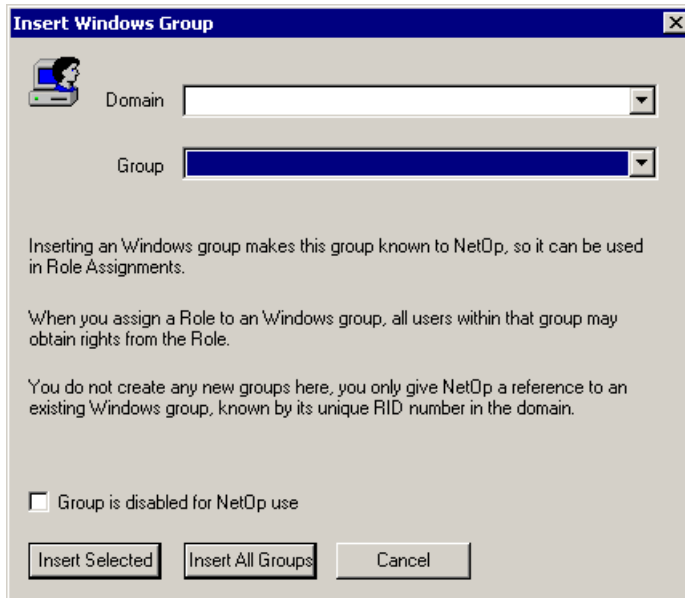 Insert Windows Group
Domain
Group
Inserting an Windows group makes this group known to NetOp, so it can be used
in Role Assignments.
When you assign a Role to an Windows group, all users within that group may
obtain rights from the Role.
You do not create any new groups here, you only give NetOp a reference to an
existing Windows group, known by its unique RID number in the domain.
Group is disabled for NetOp use
Insert Selected Insert All Groups Cancel